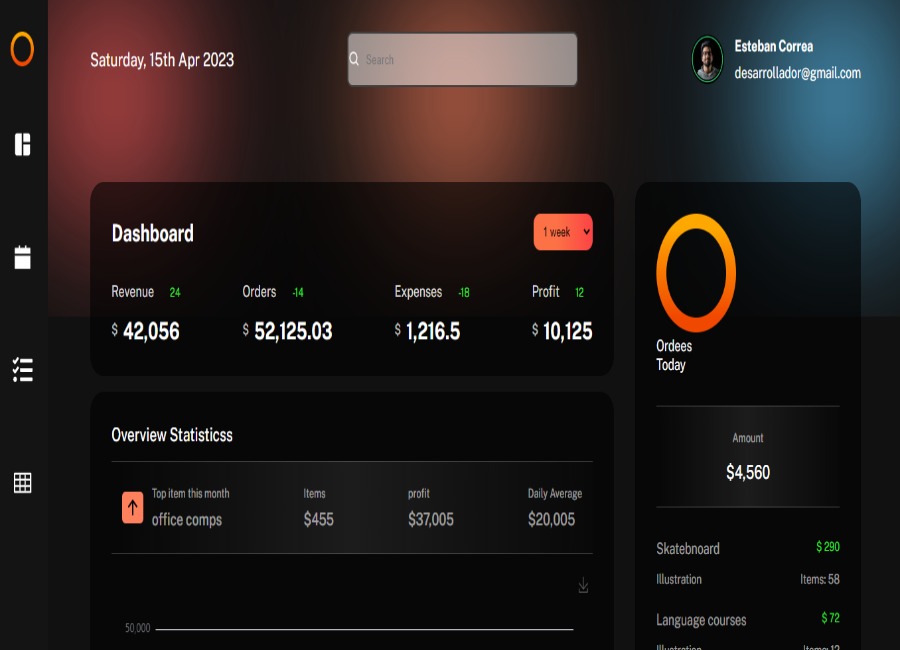 Saturday, 15th Apr 2023
Search
Esteban Correa
desarrollador@gmail.com
Dashboard
1 week
Revenue 24
$ 42,056
Orders -14
$ 52,125.03
Expenses -18
$ 1,216.5
Profit 12
$ 10,125
Overview Statisticss
Top item this month
office comps
Items
$455
profit
$37,005
Daily Average
$20,005
50,000
Ordees
Today
Amount
$4,560
Skatebnoard $ 290
Illustration Items: 58
Language courses $ 72
Illustration Items: 12